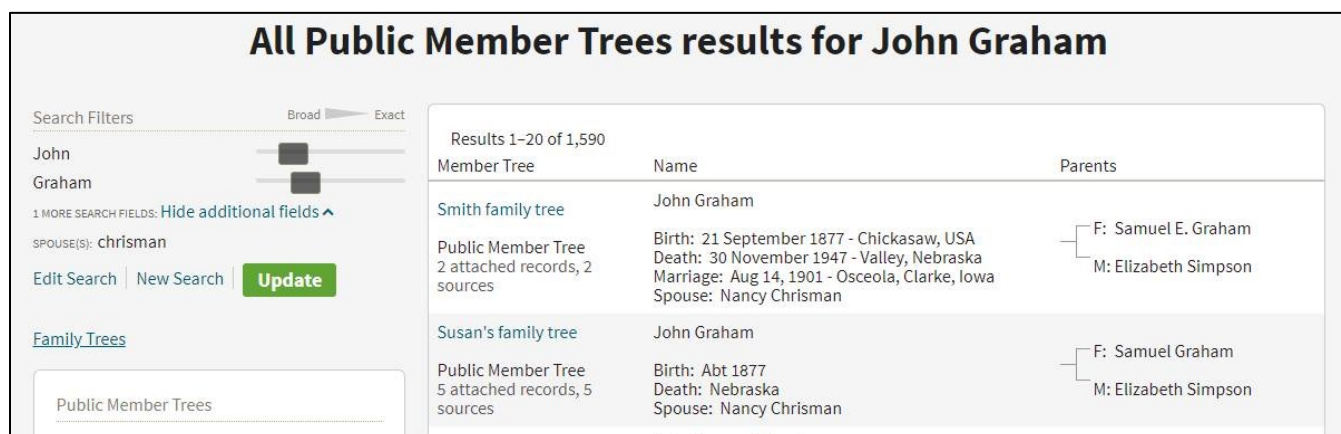 All Public Member Trees results for John Graham
Search Filters
Broad Exact
John
Graham
1 MORE SEARCH FIELDS: Hide additional fields
SPOUSE(S): chrisman
Edit Search | New Search | Update
Family Trees
Public Member Trees
Results 1–20 of 1,590
Member Tree Name Parents
Smith family tree
Public Member Tree
2 attached records, 2
sources
John Graham
Birth: 21 September 1877 - Chickasaw, USA
Death: 30 November 1947 - Valley, Nebraska
Marriage: Aug 14, 1901 - Osceola, Clarke, Iowa
Spouse: Nancy Chrisman
F: Samuel E. Graham
M: Elizabeth Simpson
Susan's family tree
Public Member Tree
5 attached records, 5
sources
John Graham
Birth: Abt 1877
Death: Nebraska
Spouse: Nancy Chrisman
F: Samuel Graham
M: Elizabeth Simpson